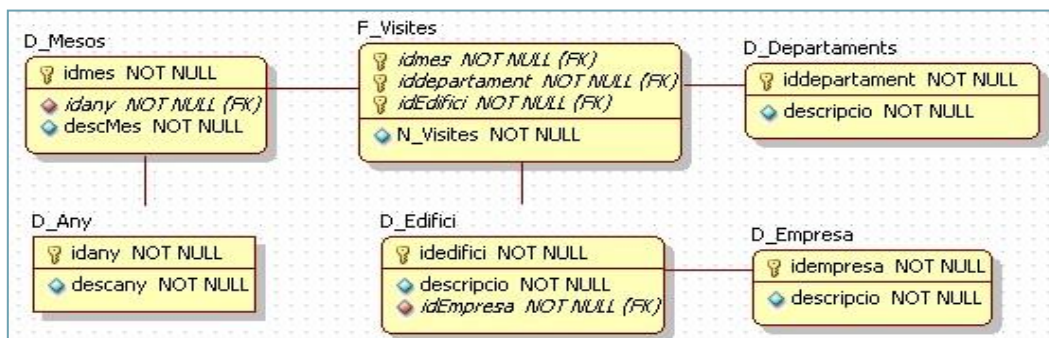 D_Mesos
idmes NOT NULL
idany NOT NULL (FK)
descMes NOT NULL
F_Visites
idmes NOT NULL (FK)
iddepartament NOT NULL (FK)
idEdifici NOT NULL (FK)
N_Visites NOT NULL
D_Departaments
iddepartament NOT NULL
descripcio NOT NULL
D_Any
idany NOT NULL
descany NOT NULL
D_Edifici
idedifici NOT NULL
descripcio NOT NULL
idEmpresa NOT NULL (FK)
D_Empresa
idempresa NOT NULL
descripcio NOT NULL